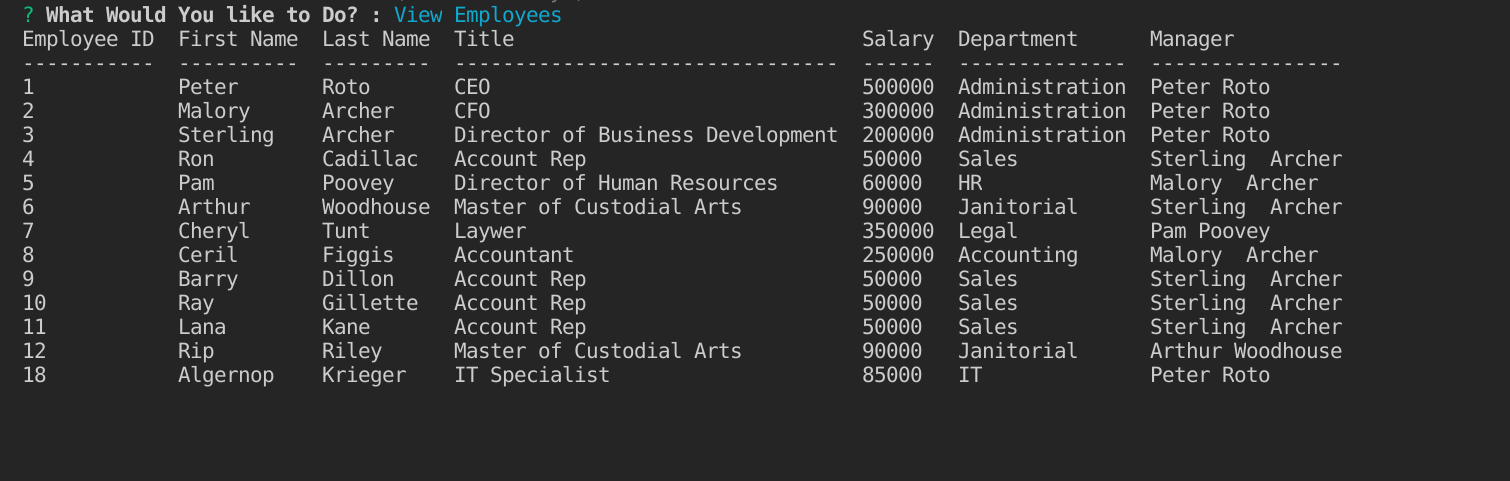 ? What Would You like to Do? : View Employees
Employee ID  First Name  Last Name  Title                             Salary  Department      Manager
-----------  ----------  ---------  --------------------------------  ------  --------------  ----------------
1            Peter       Roto       CEO                               500000  Administration  Peter Roto
2            Malory      Archer     CFO                               300000  Administration  Peter Roto
3            Sterling    Archer     Director of Business Development  200000  Administration  Peter Roto
4            Ron         Cadillac   Account Rep                       50000   Sales           Sterling  Archer
5            Pam         Poovey     Director of Human Resources       60000   HR              Malory  Archer
6            Arthur      Woodhouse  Master of Custodial Arts          90000   Janitorial      Sterling  Archer
7            Cheryl      Tunt       Laywer                            350000  Legal           Pam Poovey
8            Ceril       Figgis     Accountant                        250000  Accounting      Malory  Archer
9            Barry       Dillon     Account Rep                       50000   Sales           Sterling  Archer
10           Ray         Gillette   Account Rep                       50000   Sales           Sterling  Archer
11           Lana        Kane       Account Rep                       50000   Sales           Sterling  Archer
12           Rip         Riley      Master of Custodial Arts          90000   Janitorial      Arthur Woodhouse
18           Algernop    Krieger    IT Specialist                     85000   IT              Peter Roto